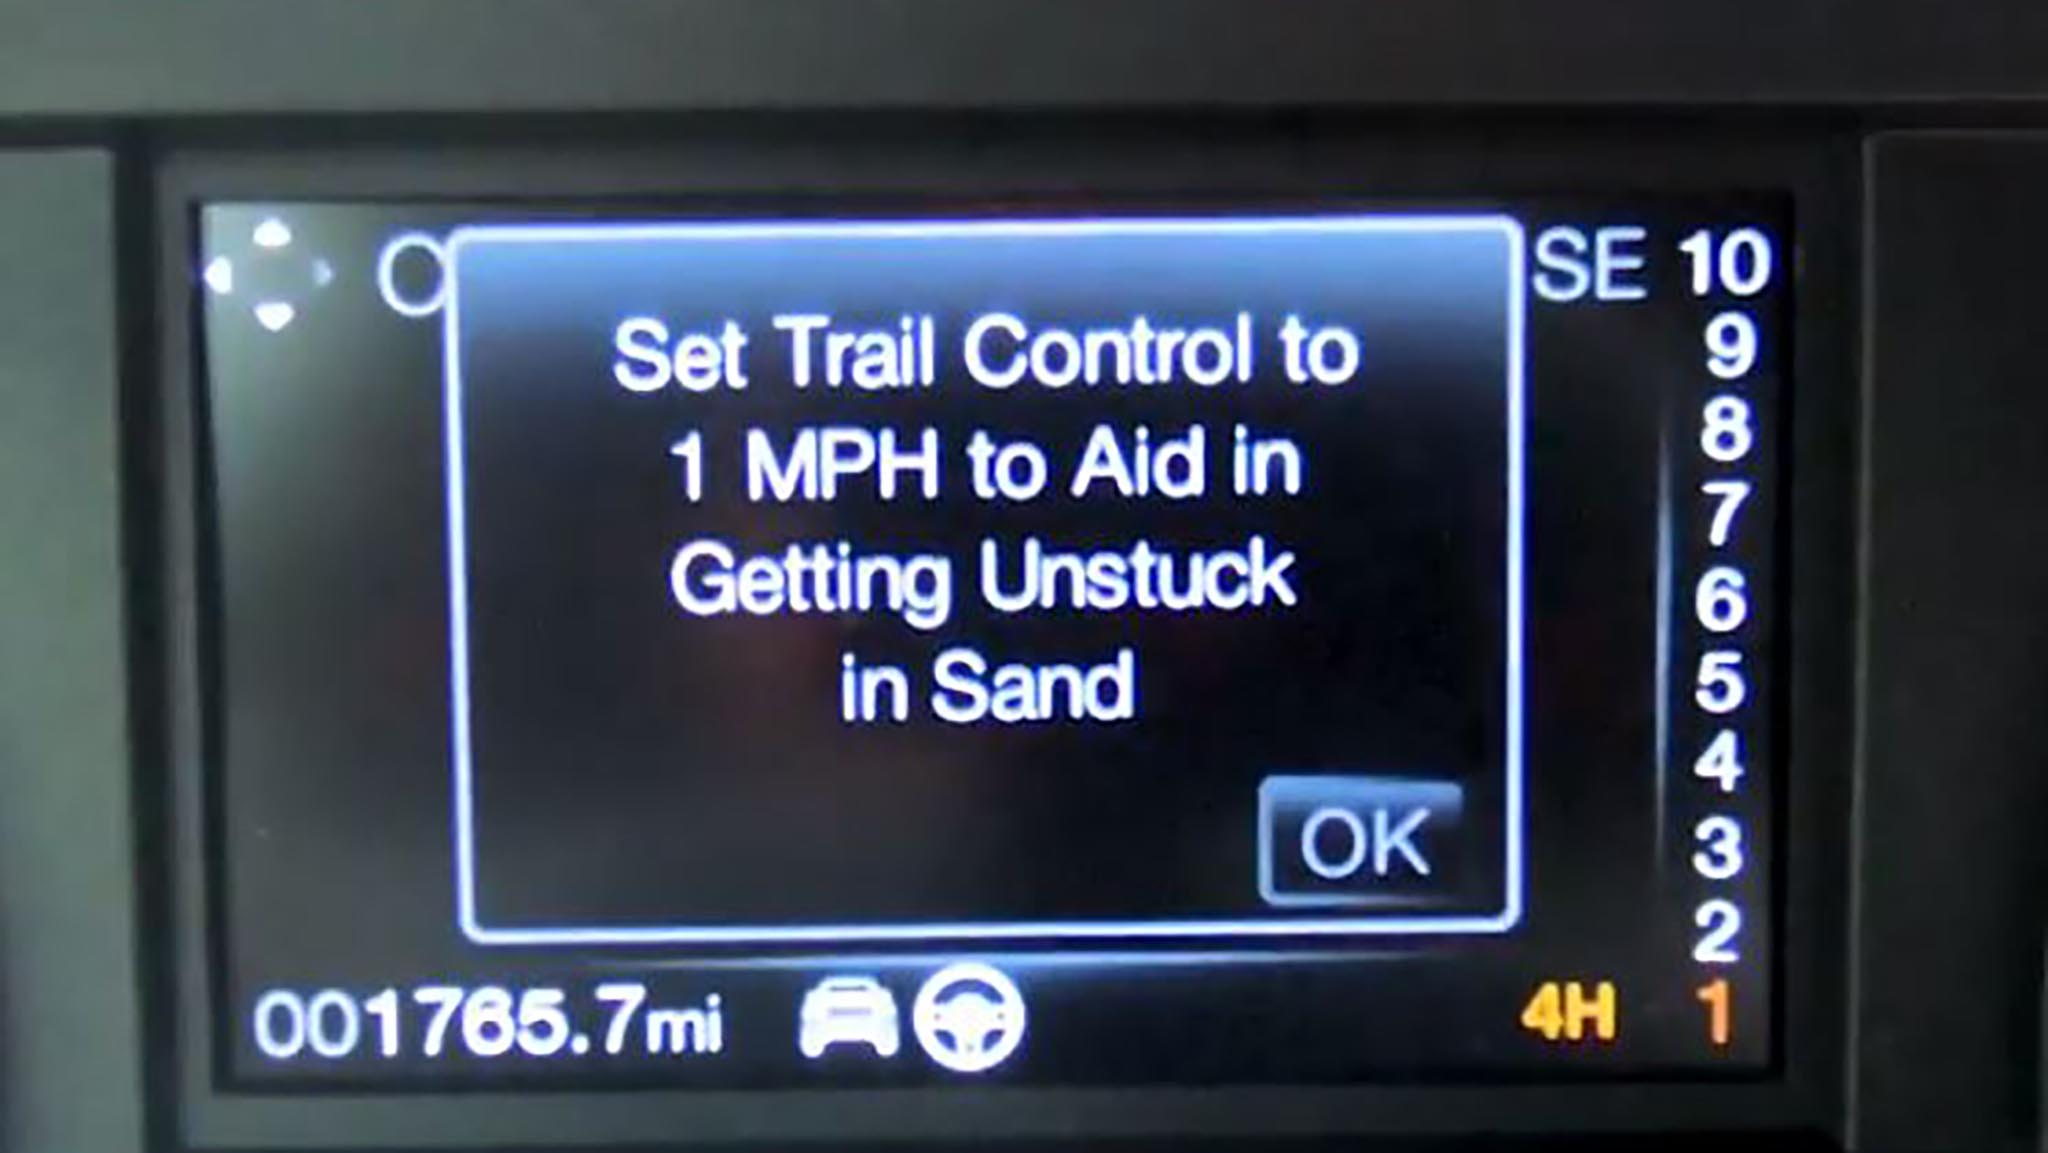 O
Set Trail Control to
1 MPH to Aid in
Getting Unstuck
in Sand
OK
SE
10
9
8
7
6
5
4
3
2
1
001765.7mi
4H